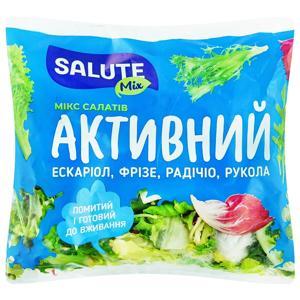 SALUTE
Mix
МІКС САЛАТІВ
АКТИВНИЙ
ЕСКАРІОЛ, ФРІЗЕ, РАДІЧІО, РУКОЛА
ПОМИТИЙ
І ГОТОВИЙ
ДО ВЖИВАННЯ